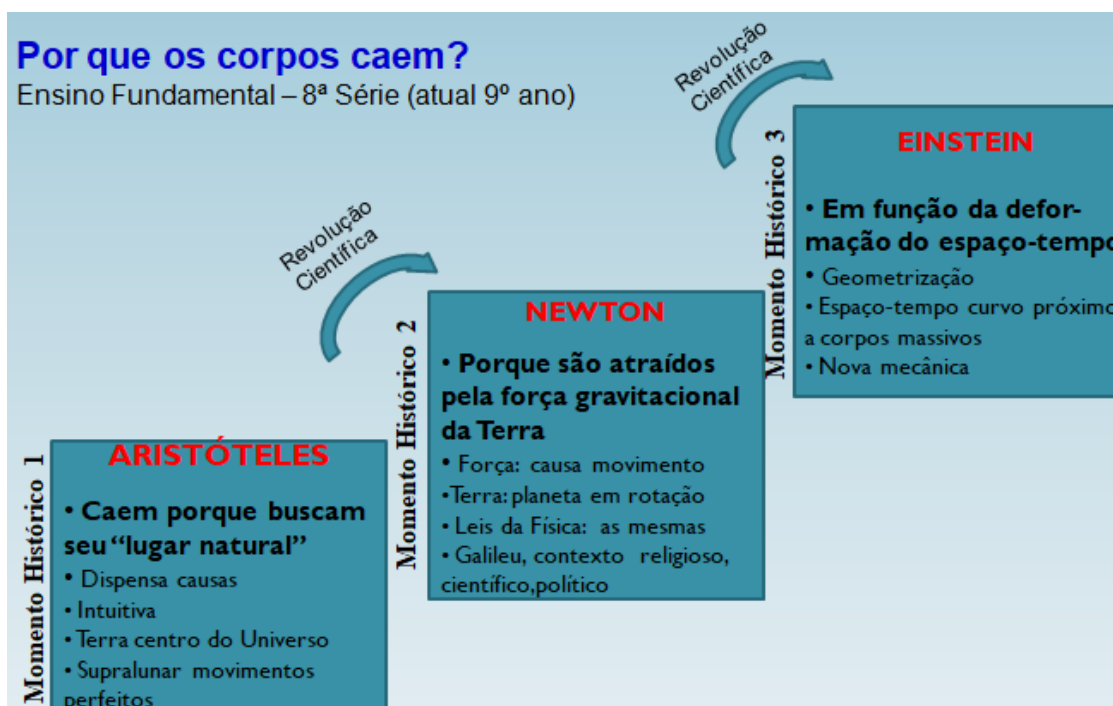 Por que os corpos caem?
Ensino Fundamental – 8ª Série (atual 9º ano)
Momento Histórico 1
ARISTÓTELES
• Caem porque buscam
seu “lugar natural”
• Dispensa causas
• Intuitiva
• Terra centro do Universo
• Supralunar movimentos
perfeitos
Revolução
Científica
Momento Histórico 2
NEWTON
• Porque são atraídos
pela força gravitacional
da Terra
• Força: causa movimento
•Terra: planeta em rotação
• Leis da Física: as mesmas
• Galileu, contexto religioso,
científico,político
Revolução
Científica
Momento Histórico 3
EINSTEIN
• Em função da defor-
mação do espaço-tempo
• Geometrização
• Espaço-tempo curvo próximo
a corpos massivos
• Nova mecânica